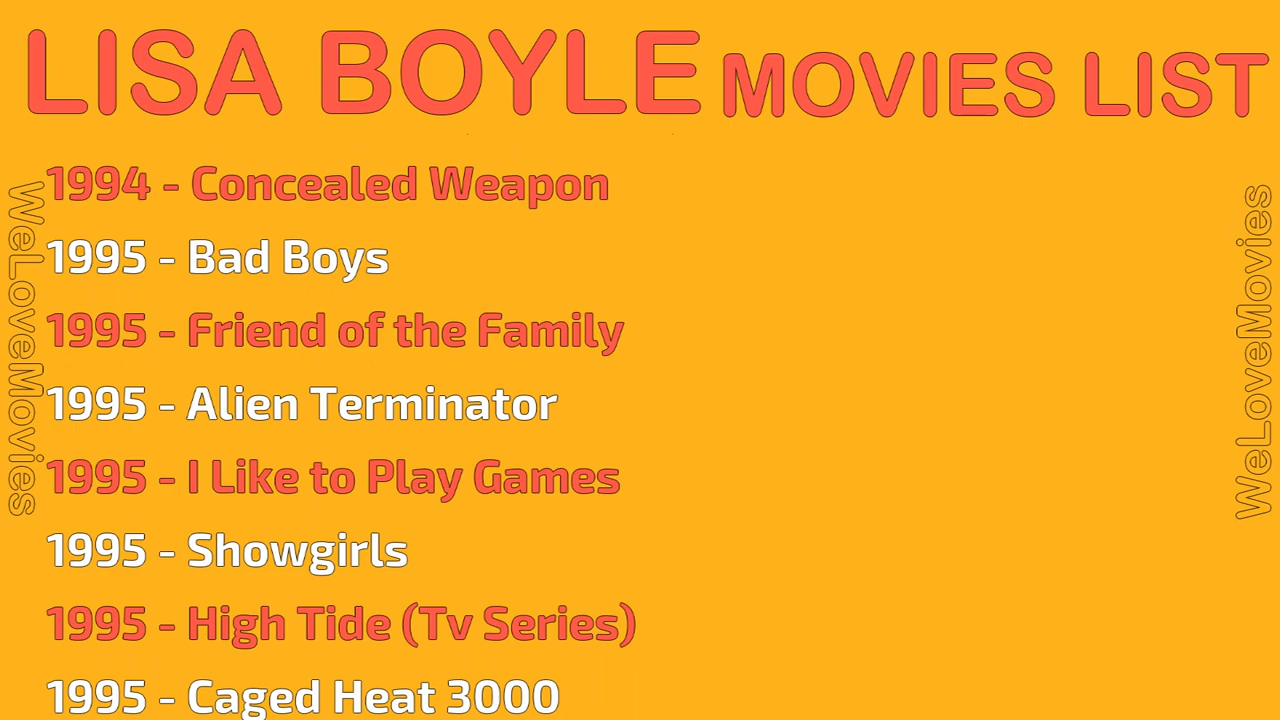 LISA BOYLE MOVIES LIST
1994 - Concealed Weapon
1995 - Bad Boys
1995 - Friend of the Family
1995 - Alien Terminator
1995 - I Like to Play Games
1995 - Showgirls
1995 - High Tide (Tv Series)
1995 - Caged Heat 3000
WeLoveMovies
WeLoveMovies